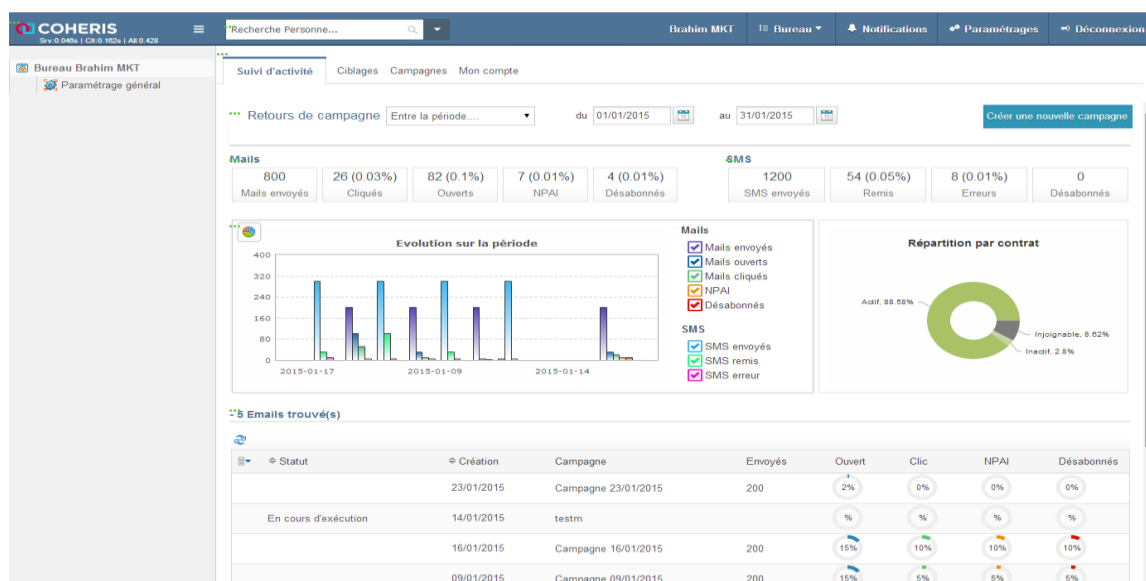 COHERIS
Srv:0.046s | Clt:0.162s | All:0.428
Recherche Personne...
Brahim MKT
Bureau
Notifications
Paramétrages
Déconnexion
Bureau Brahim MKT
Paramétrage général
Suivi d'activité
Ciblages
Campagnes
Mon compte
Retours de campagne
Entre la période....
du
01/01/2015
au
31/01/2015
Créer une nouvelle campagne
Mails
800
Mails envoyés
26 (0.03%)
Cliqués
82 (0.1%)
Ouverts
7 (0.01%)
NPAI
4 (0.01%)
Désabonnés
SMS
1200
SMS envoyés
54 (0.05%)
Remis
8 (0.01%)
Erreurs
0
Désabonnés
Evolution sur la période
400
320
240
160
80
0
2015-01-17
2015-01-09
2015-01-14
Mails
Mails envoyés
Mails ouverts
Mails cliqués
NPAI
Désabonnés
SMS
SMS envoyés
SMS remis
SMS erreur
Répartition par contrat
Actif, 88.58%
Injoignable, 8.62%
Inactif, 2.8%
- 5 Emails trouvé(s)
Statut
Création
Campagne
Envoyés
Ouvert
Clic
NPAI
Désabonnés
23/01/2015
Campagne 23/01/2015
200
2%
0%
0%
0%
En cours d'exécution
14/01/2015
testm
%
%
%
%
16/01/2015
Campagne 16/01/2015
200
15%
10%
10%
10%
09/01/2015
Campagne 09/01/2015
200
15%
5%
5%
5%